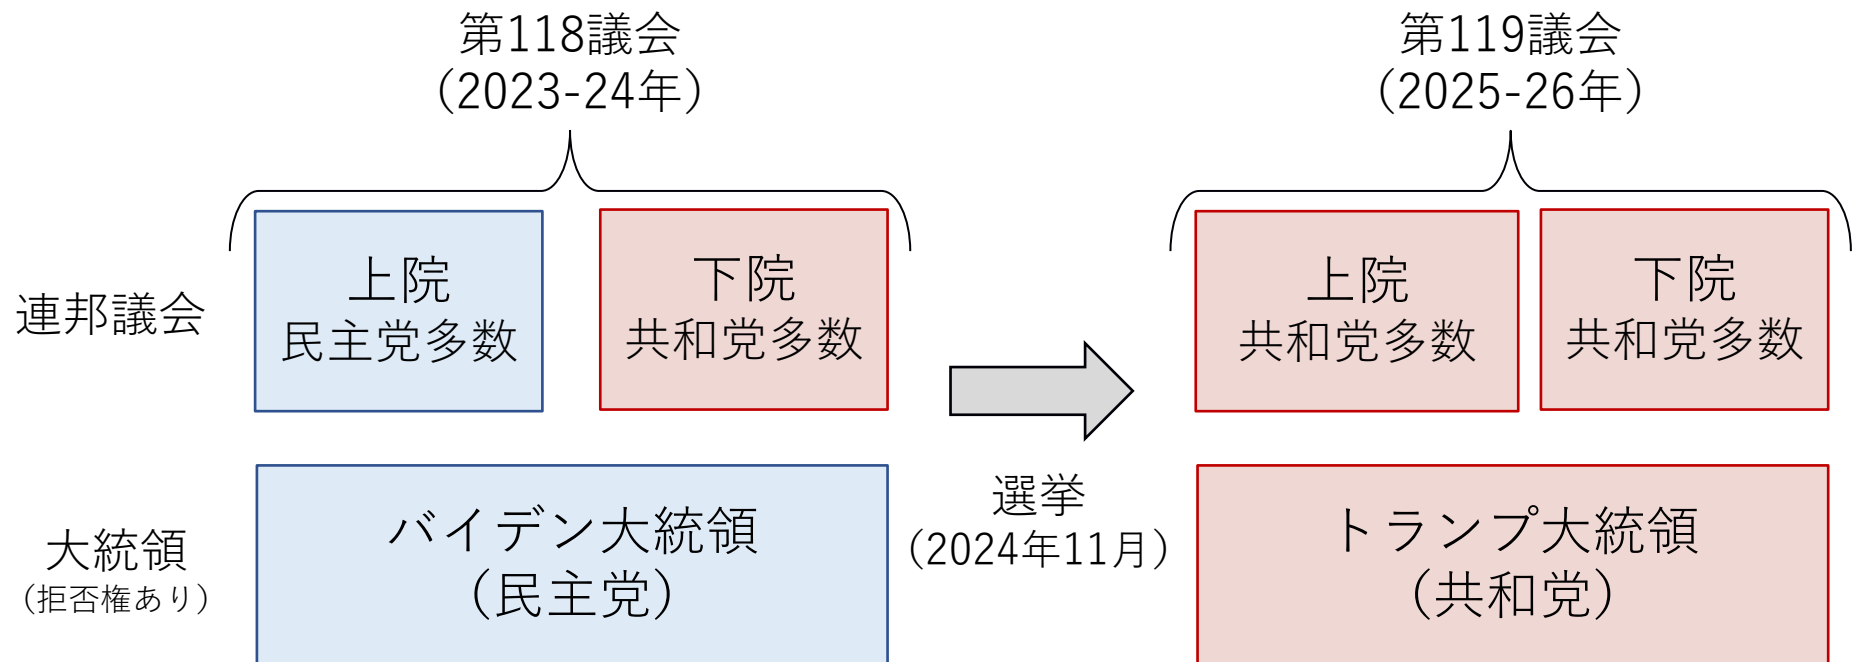 第118議会
（2023-24年）
第119議会
（2025-26年）
連邦議会
上院
民主党多数
下院
共和党多数
上院
共和党多数
下院
共和党多数
大統領
（拒否権あり）
バイデン大統領
（民主党）
選挙
（2024年11月）
トランプ大統領
（共和党）